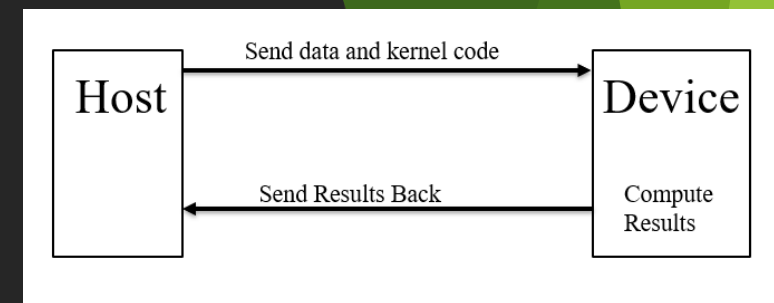 Send data and kernel code
Host
Device
Send Results Back
Compute
Results